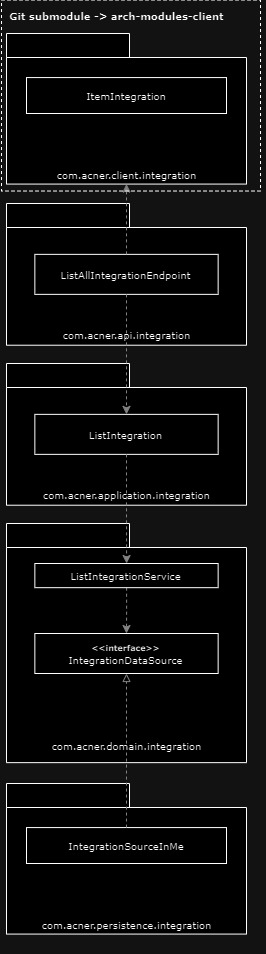 Git submodule -> arch-modules-client
ItemIntegration
com.acner.client.integration
ListAllIntegrationEndpoint
com.acner.api.integration
ListIntegration
com.acner.application.integration
ListIntegrationService
<<interface>>
IntegrationDataSource
com.acner.domain.integration
IntegrationSourceInMe
com.acner.persistence.integration